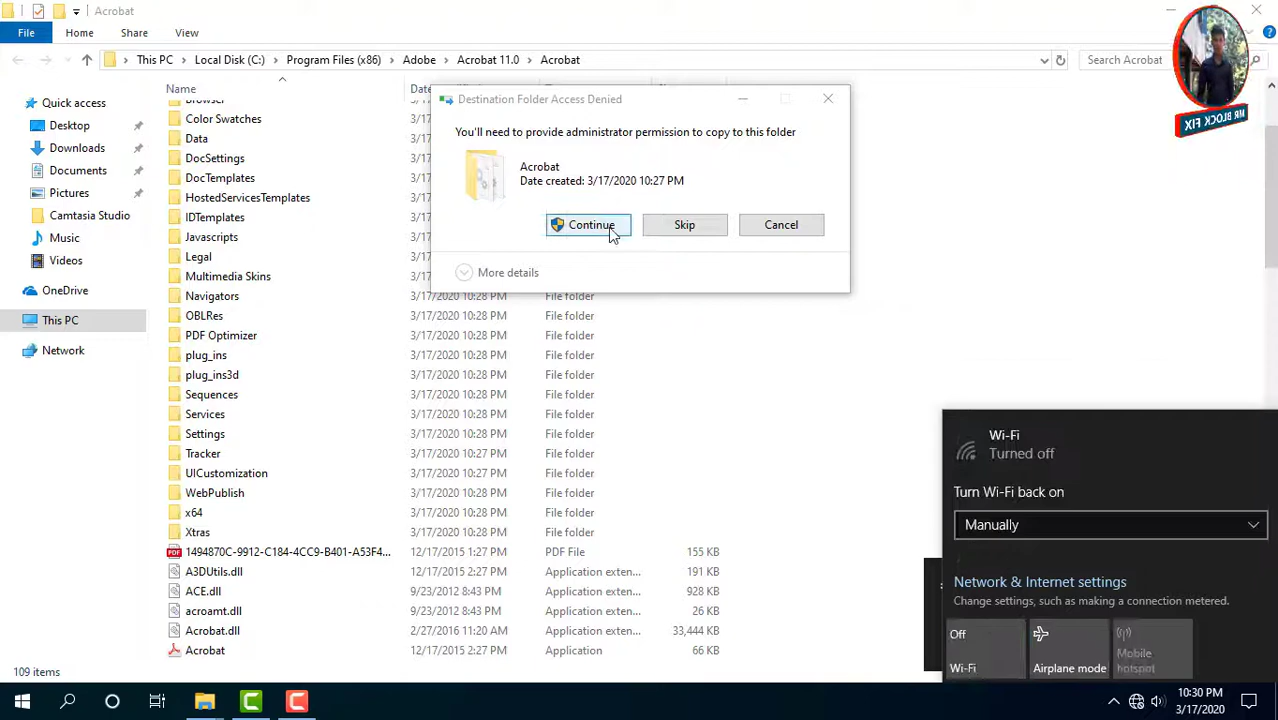 Acrobat
File Home Share View
This PC Local Disk (C:) Program Files (x86) Adobe Acrobat 11.0 Acrobat Search Acrobat
MR BLOCK FIX
Quick access
Desktop
Downloads
Documents
Pictures
Camtasia Studio
Music
Videos
OneDrive
This PC
Network
Name
Browser
Color Swatches
Data
DocSettings
DocTemplates
HostedServicesTemplates
IDTemplates
Javascripts
Legal
Multimedia Skins
Navigators 3/17/2020 10:28 PM File folder
OBLRes 3/17/2020 10:28 PM File folder
PDF Optimizer 3/17/2020 10:28 PM File folder
plug_ins 3/17/2020 10:28 PM File folder
plug_ins3d 3/17/2020 10:28 PM File folder
Sequences 3/17/2020 10:28 PM File folder
Services 3/17/2020 10:28 PM File folder
Settings 3/17/2020 10:28 PM File folder
Tracker 3/17/2020 10:27 PM File folder
UICustomization 3/17/2020 10:27 PM File folder
WebPublish 3/17/2020 10:28 PM File folder
x64 3/17/2020 10:28 PM File folder
Xtras 3/17/2020 10:28 PM File folder
1494870C-9912-C184-4CC9-B401-A53F4... 12/17/2015 1:27 PM PDF File 155 KB
A3DUtils.dll 12/17/2015 2:27 PM Application exten... 191 KB
ACE.dll 9/23/2012 8:43 PM Application exten... 928 KB
acroamt.dll 9/23/2012 8:43 PM Application exten... 26 KB
Acrobat.dll 2/27/2016 11:20 AM Application exten... 33,444 KB
Acrobat 12/17/2015 2:27 PM Application 66 KB
109 items
Destination Folder Access Denied
You'll need to provide administrator permission to copy to this folder
Acrobat
Date created: 3/17/2020 10:27 PM
Continue Skip Cancel
More details
Wi-Fi
Turned off
Turn Wi-Fi back on
Manually
Network & Internet settings
Change settings, such as making a connection metered.
Off
Wi-Fi
Airplane mode
Mobile
hotspot
10:30 PM
3/17/2020